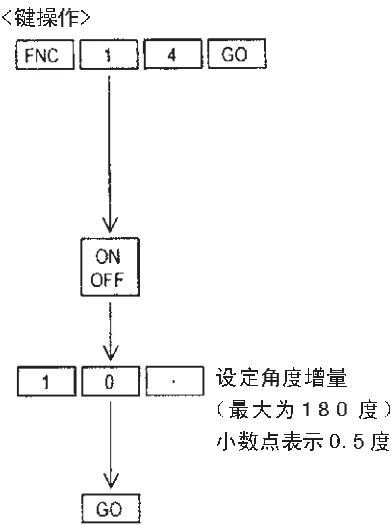 <键操作>
FNC 1 4 GO
ON
OFF
1 0 . 设定角度增量
(最大为180度)
小数点表示0.5度
GO